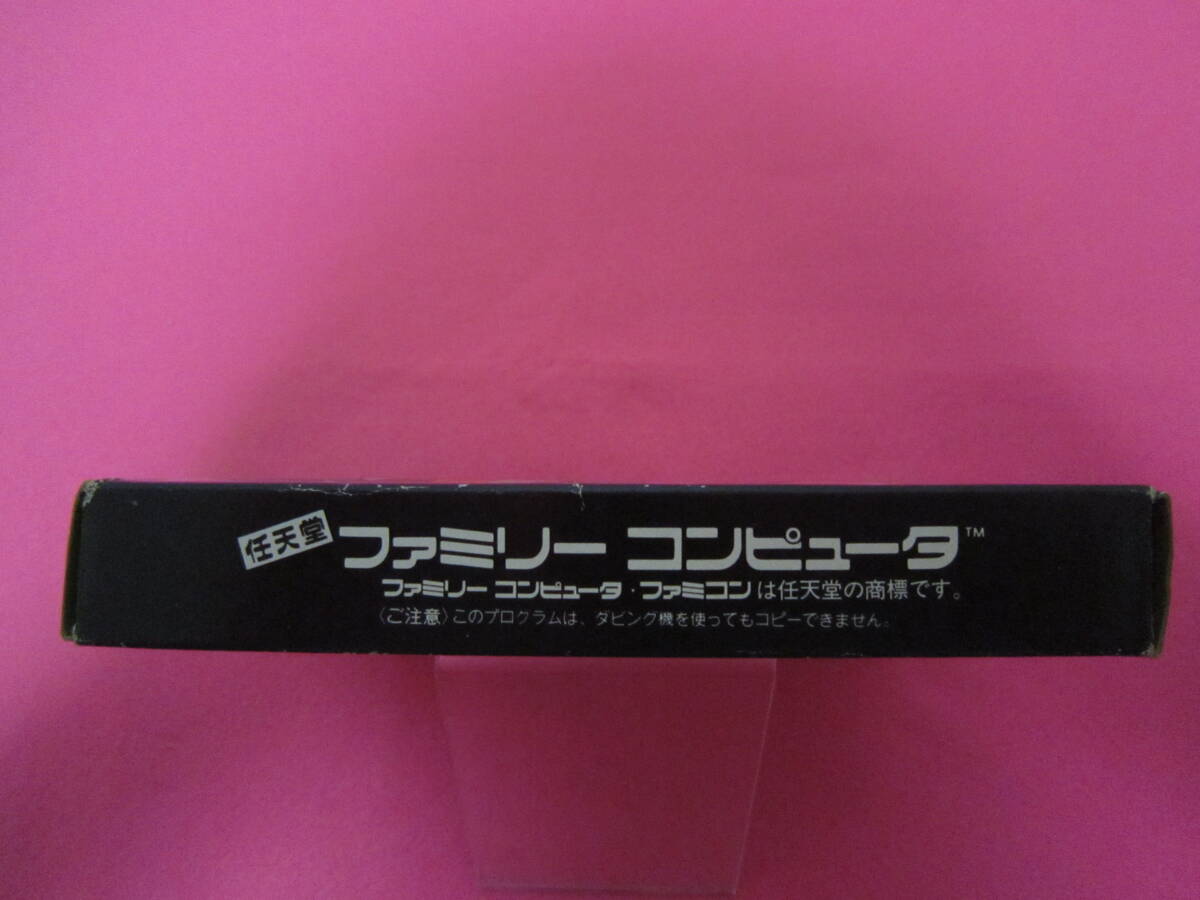 任天堂 ファミリー コンピュータ™
ファミリー コンピュータ・ファミコン は任天堂の商標です。
〈ご注意〉このプログラムは、ダビング機を使ってもコピーできません。